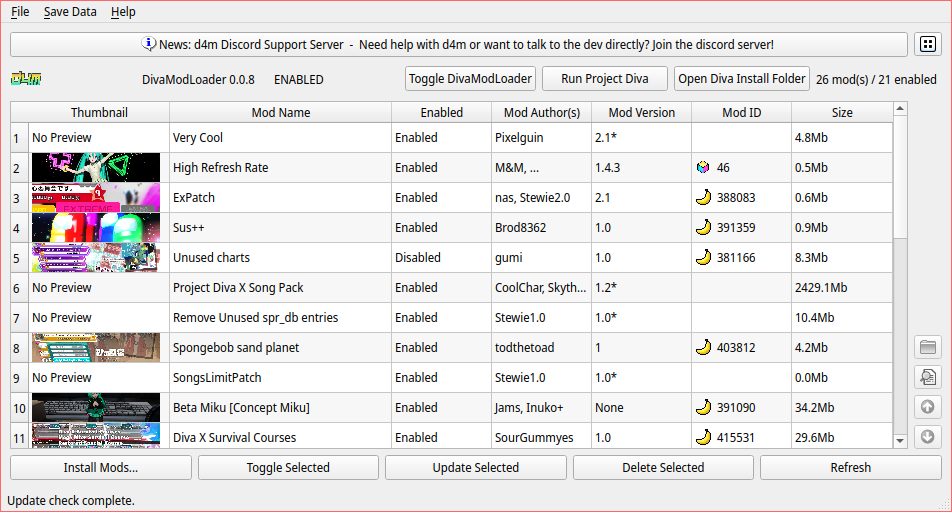 File Save Data Help
News: d4m Discord Support Server - Need help with d4m or want to talk to the dev directly? Join the discord server!
D4M DivaModLoader 0.0.8 ENABLED Toggle DivaModLoader Run Project Diva Open Diva Install Folder 26 mod(s) / 21 enabled
Thumbnail Mod Name Enabled Mod Author(s) Mod Version Mod ID Size
1 No Preview Very Cool Enabled Pixelguin 2.1* 4.8Mb
2 High Refresh Rate Enabled M&M, ... 1.4.3 46 0.5Mb
3 EXTREME ExPatch Enabled nas, Stewie2.0 2.1 388083 0.6Mb
4 Sus++ Enabled Brod8362 1.0 391359 0.9Mb
5 Unused charts Disabled gumi 1.0 381166 8.3Mb
6 No Preview Project Diva X Song Pack Enabled CoolChar, Skyth... 1.2* 2429.1Mb
7 No Preview Remove Unused spr_db entries Enabled Stewie1.0 1.0* 10.4Mb
8 Spongebob sand planet Enabled todthetoad 1 403812 4.2Mb
9 No Preview SongsLimitPatch Enabled Stewie1.0 1.0* 0.0Mb
10 Beta Miku [Concept Miku] Enabled Jams, Inuko+ None 391090 34.2Mb
11 Diva X Survival Courses Enabled SourGummyes 1.0 415531 29.6Mb
Install Mods... Toggle Selected Update Selected Delete Selected Refresh
Update check complete.